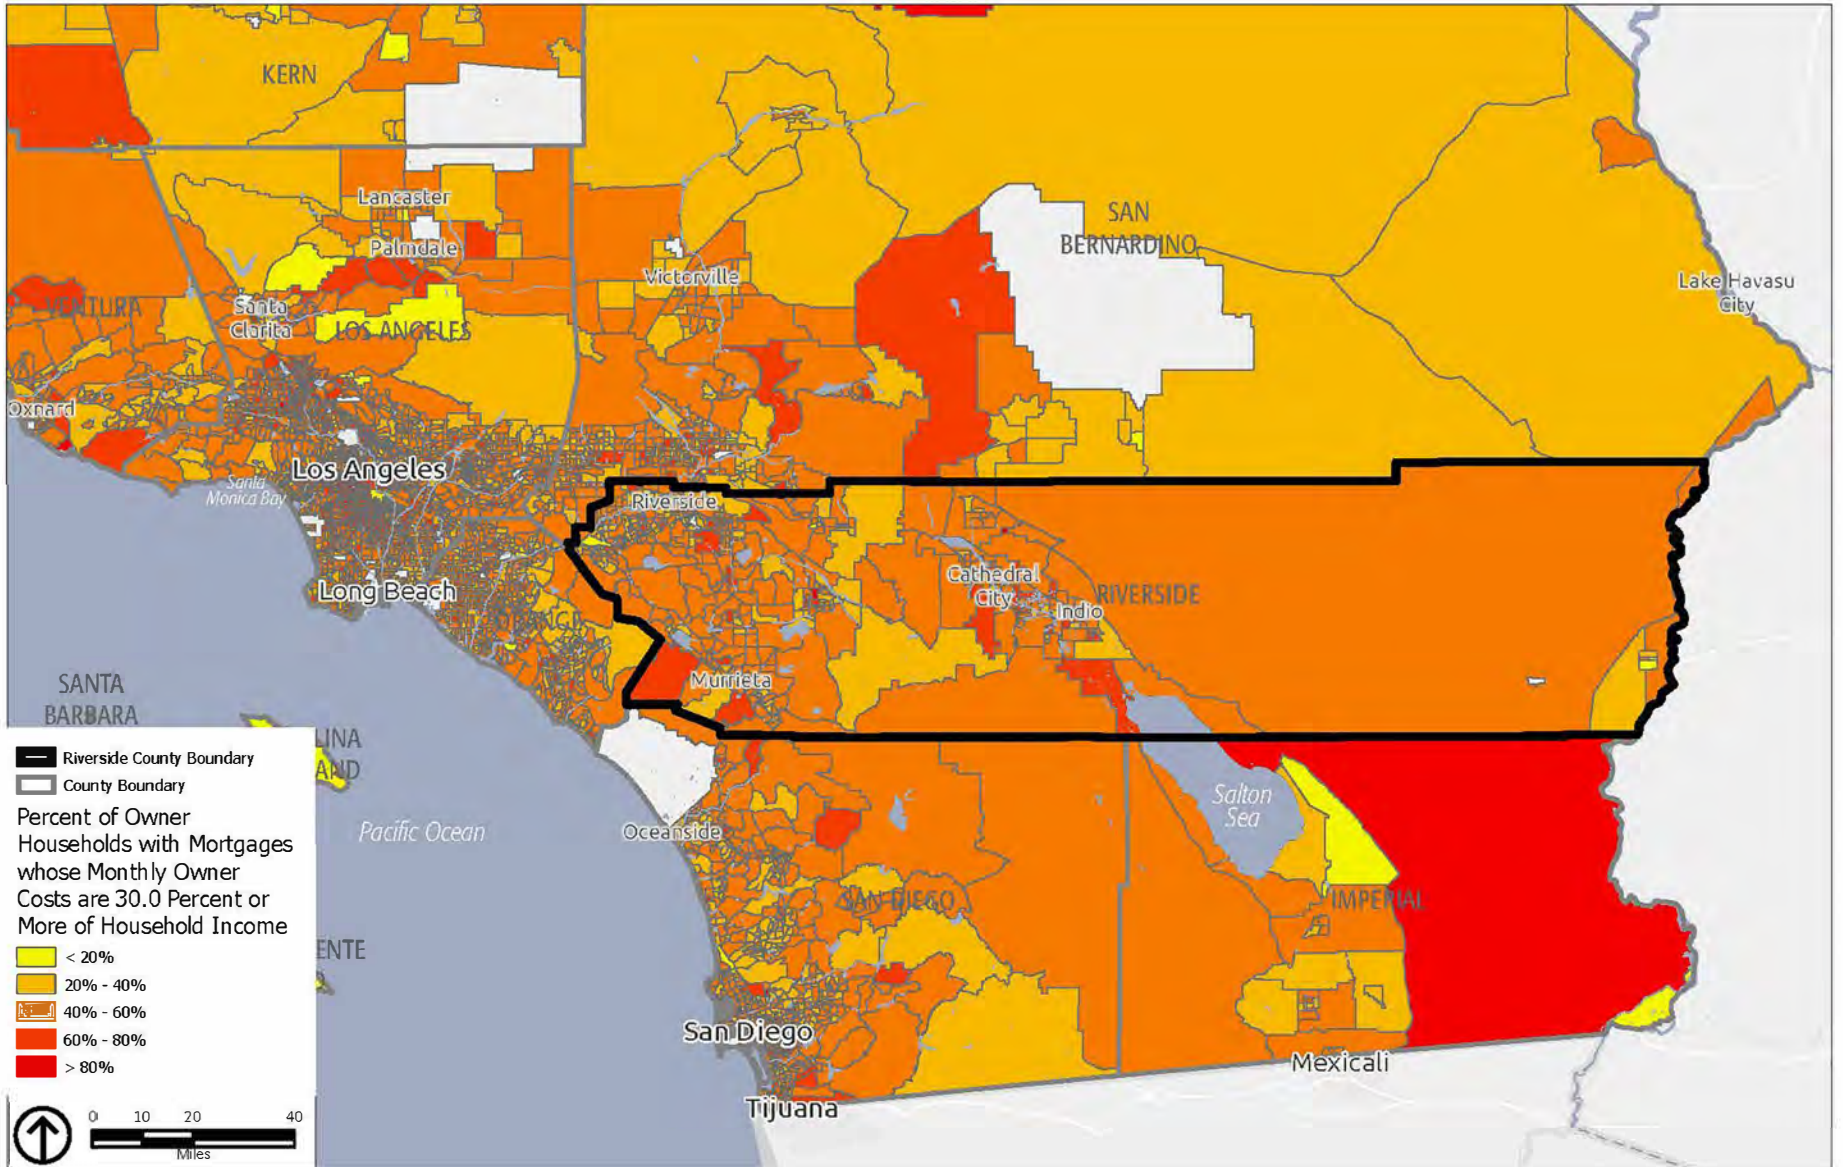 KERN
Lancaster
Palmdale
SAN
BERNARDINO
Victorville
Lake Havasu
City
VENTURA
Santa
Clarita
LOS ANGELES
Oxnard
Los Angeles
Santa
Monica Bay
Riverside
Long Beach
Cathedral
City
RIVERSIDE
Indio
Murrieta
SANTA
BARBARA
LINA
AND
Pacific Ocean
Oceanside
Salton
Sea
SAN DIEGO
IMPERIAL
ENTE
San Diego
Mexicali
Tijuana
Riverside County Boundary
County Boundary
Percent of Owner
Households with Mortgages
whose Monthly Owner
Costs are 30.0 Percent or
More of Household Income
< 20%
20% - 40%
40% - 60%
60% - 80%
> 80%
0 10 20 40
Miles